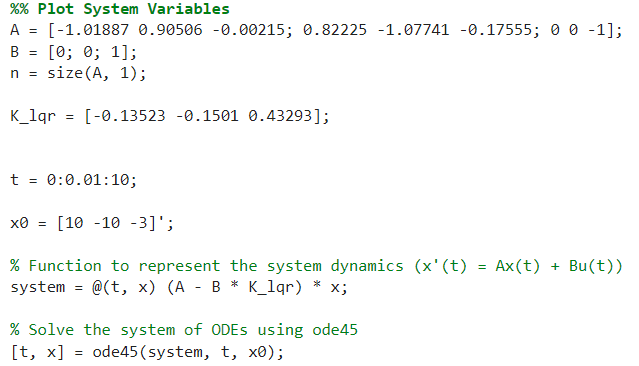 %% Plot System Variables
A = [-1.01887 0.90506 -0.00215; 0.82225 -1.07741 -0.17555; 0 0 -1];
B = [0; 0; 1];
n = size(A, 1);
K_lqr = [-0.13523 -0.1501 0.43293];
t = 0:0.01:10;
x0 = [10 -10 -3]';
% Function to represent the system dynamics (x'(t) = Ax(t) + Bu(t))
system = @(t, x) (A - B * K_lqr) * x;
% Solve the system of ODEs using ode45
[t, x] = ode45(system, t, x0);